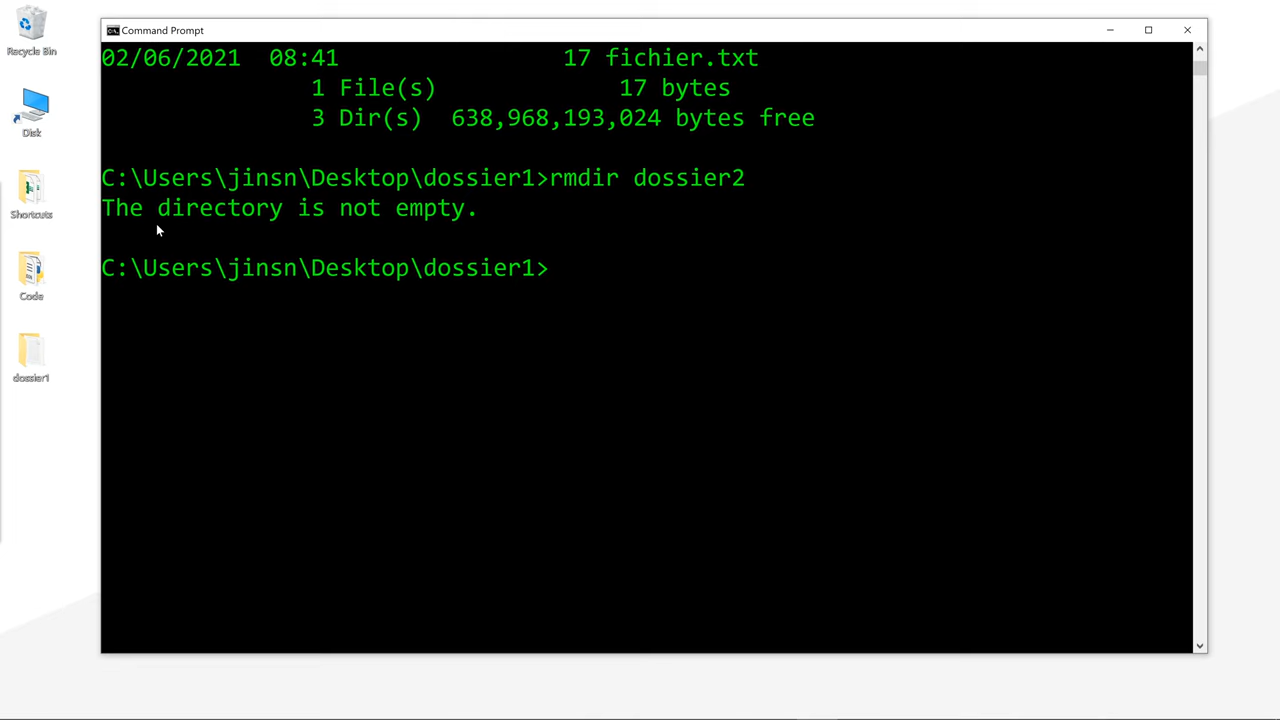 Recycle Bin
Disk
Shortcuts
Code
dossier1
Command Prompt
02/06/2021  08:41                17 fichier.txt
               1 File(s)             17 bytes
               3 Dir(s)  638,968,193,024 bytes free
C:\Users\jinsn\Desktop\dossier1>rmdir dossier2
The directory is not empty.
C:\Users\jinsn\Desktop\dossier1>